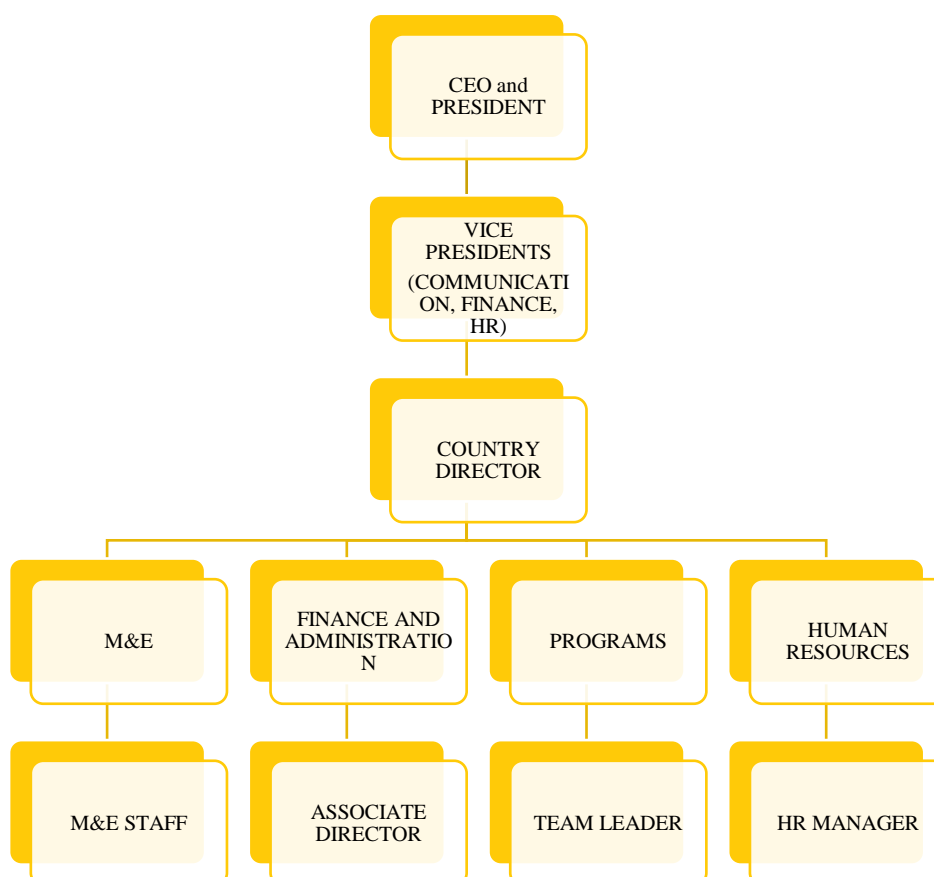 CEO and
PRESIDENT
VICE
PRESIDENTS
(COMMUNICATI
ON, FINANCE,
HR)
COUNTRY
DIRECTOR
M&E
FINANCE AND
ADMINISTRATIO
N
PROGRAMS
HUMAN
RESOURCES
M&E STAFF
ASSOCIATE
DIRECTOR
TEAM LEADER
HR MANAGER